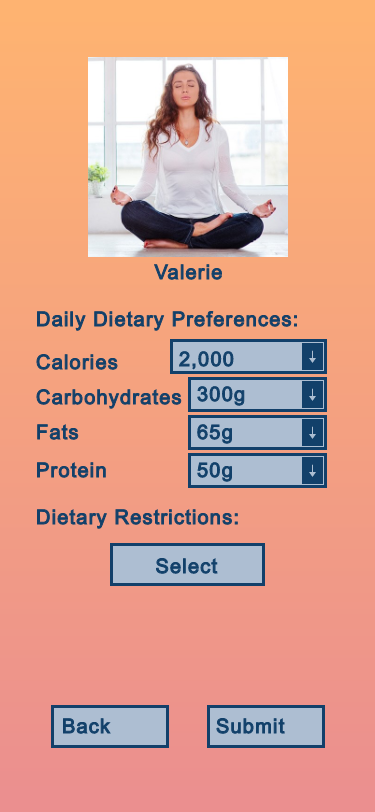 Valerie
Daily Dietary Preferences:
Calories 2,000
Carbohydrates 300g
Fats 65g
Protein 50g
Dietary Restrictions:
Select
Back Submit